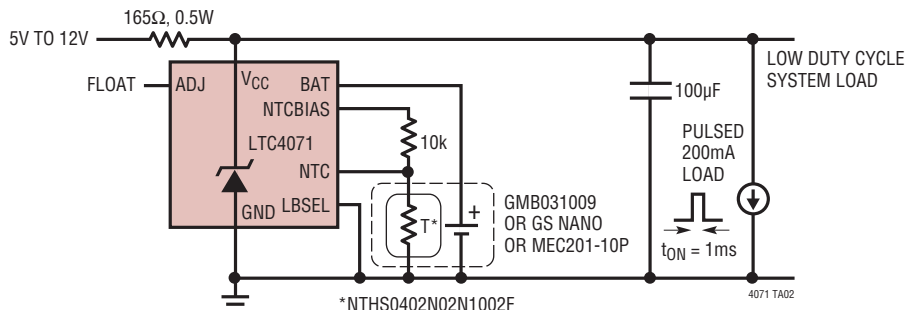 165Ω, 0.5W
5V TO 12V
FLOAT
ADJ
VCC
BAT
NTCBIAS
LTC4071
NTC
GND
LBSEL
10k
T*
+
GMB031009
OR GS NANO
OR MEC201-10P
100µF
LOW DUTY CYCLE
SYSTEM LOAD
PULSED
200mA
LOAD
tON = 1ms
4071 TA02
*NTHS0402N02N1002F